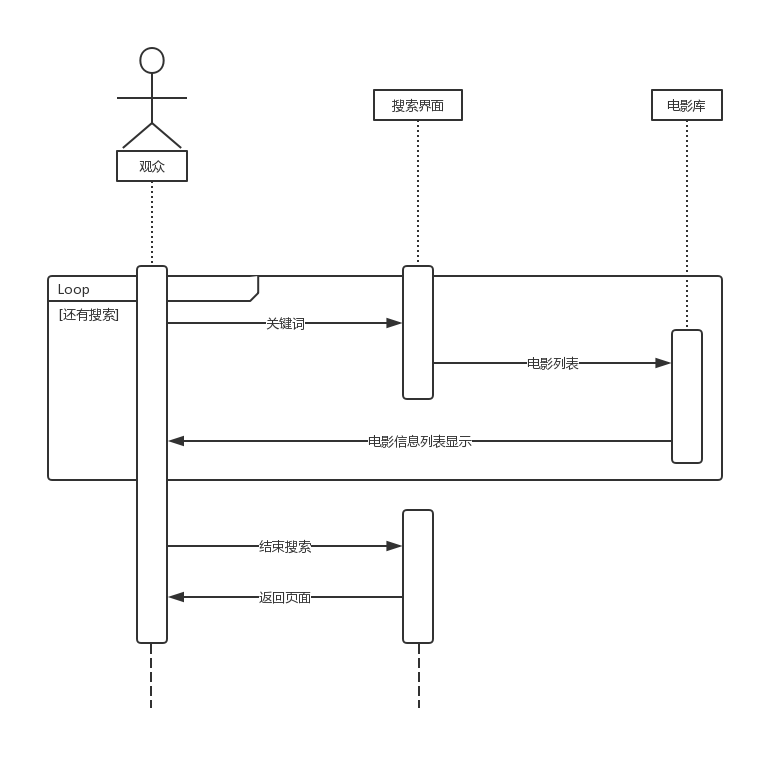 搜索界面
电影库
观众
Loop
[还有搜索]
关键词
电影列表
电影信息列表显示
结束搜索
返回页面